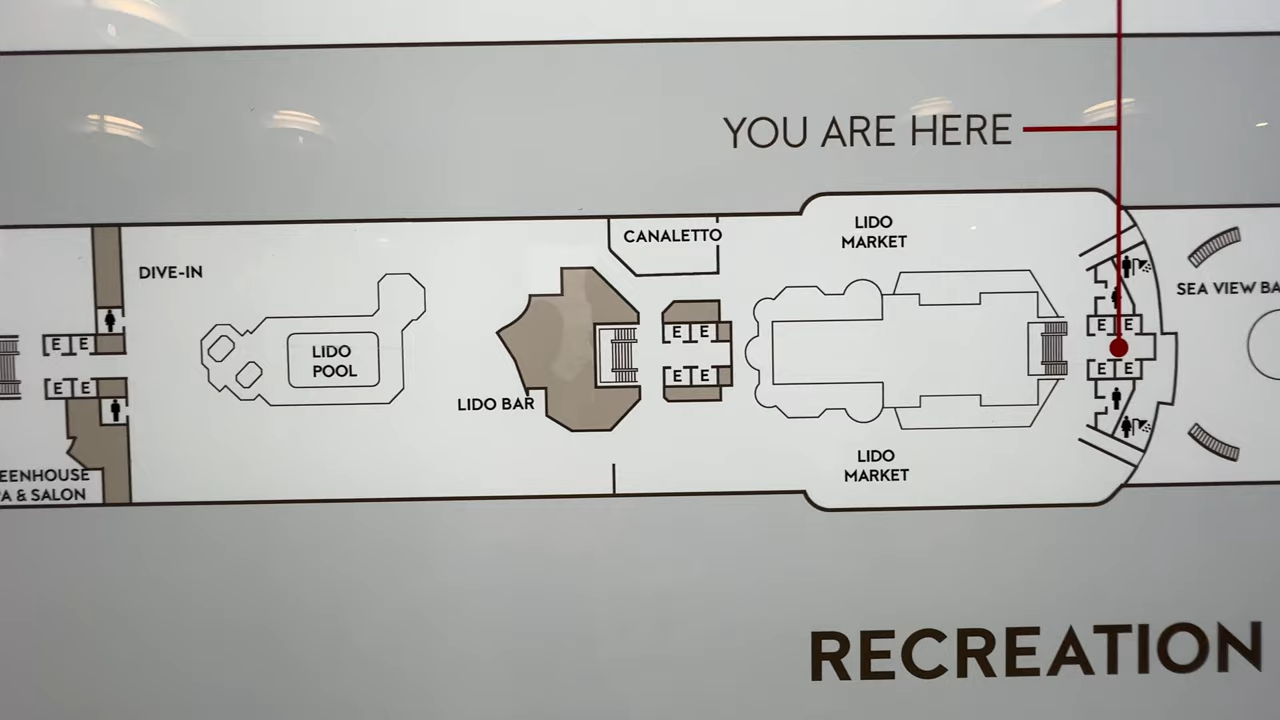 YOU ARE HERE
LIDO
MARKET
CANALETTO
DIVE-IN
SEA VIEW BA
E E
E E
E E
E E
LIDO
POOL
E E
E E
LIDO BAR
LIDO
MARKET
EENHOUSE
A & SALON
RECREATION